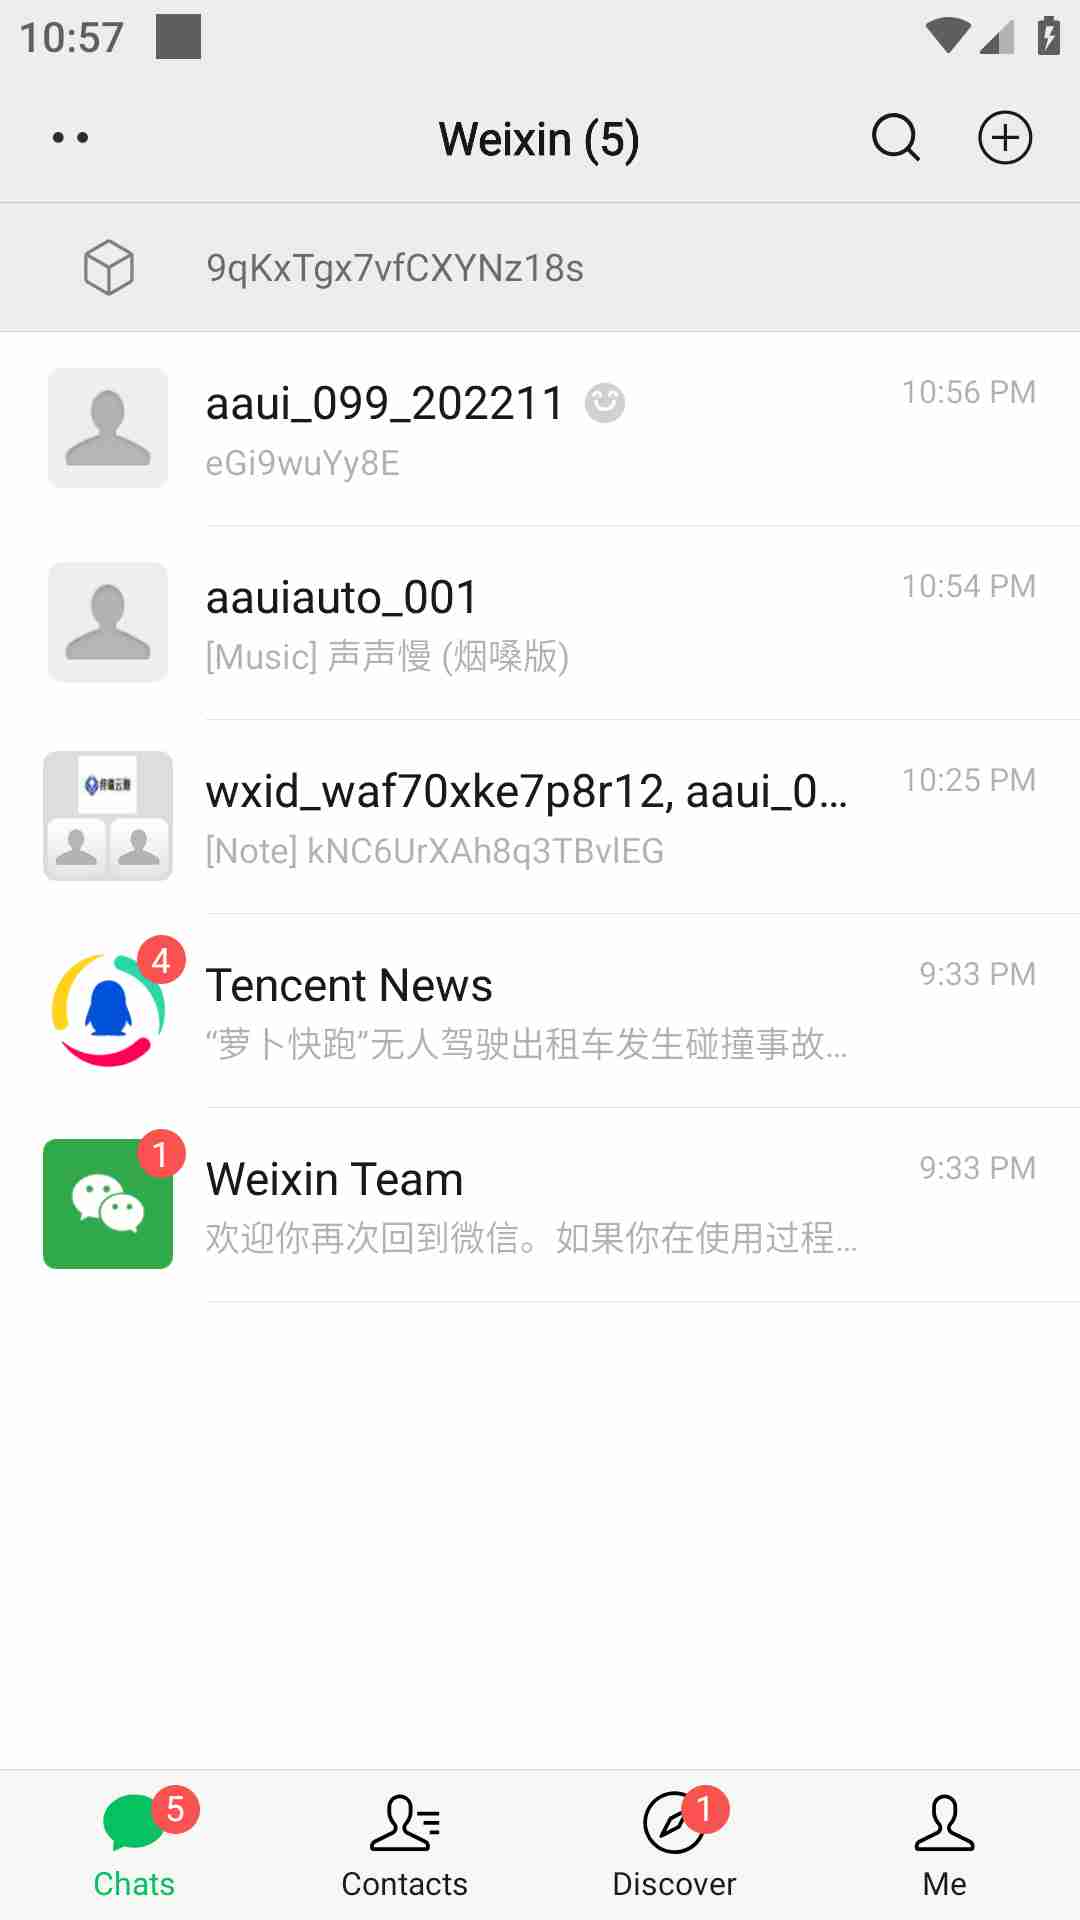 10:57
Weixin (5)
9qKxTgx7vfCXYNz18s
aaui_099_202211
10:56 PM
eGi9wuYy8E
aauiauto_001
10:54 PM
[Music] 声声慢 (烟嗓版)
wxid_waf70xke7p8r12, aaui_0...
10:25 PM
[Note] kNC6UrXAh8q3TBvlEG
4
Tencent News
9:33 PM
“萝卜快跑”无人驾驶出租车发生碰撞事故...
1
Weixin Team
9:33 PM
欢迎你再次回到微信。如果你在使用过程...
5
1
Chats
Contacts
Discover
Me